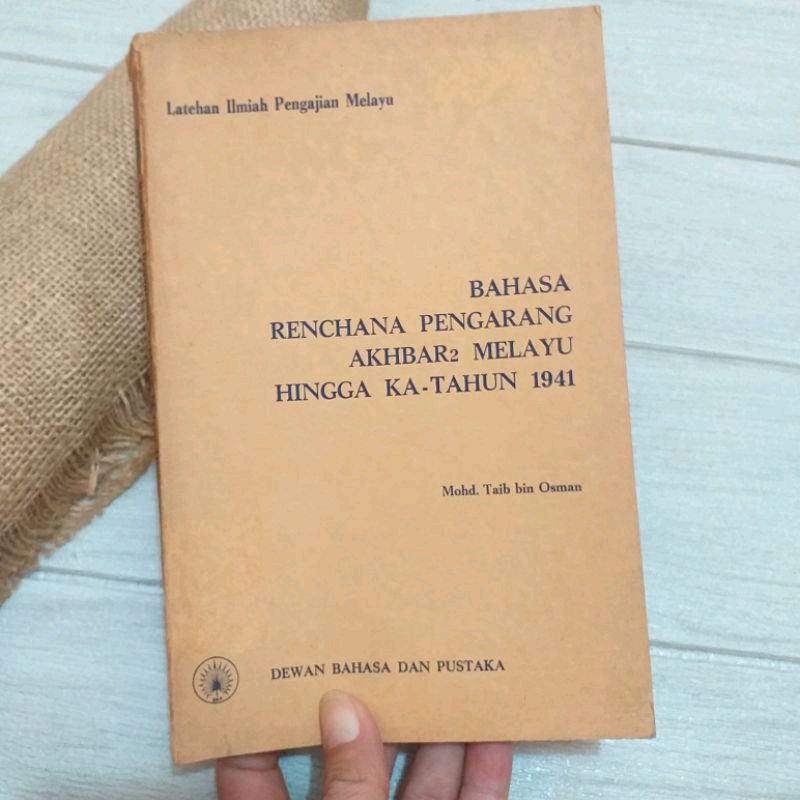 Latehan Ilmiah Pengajian Melayu
BAHASA
RENCHANA PENGARANG
AKHBAR2 MELAYU
HINGGA KA-TAHUN 1941
Mohd. Taib bin Osman
DEWAN BAHASA DAN PUSTAKA